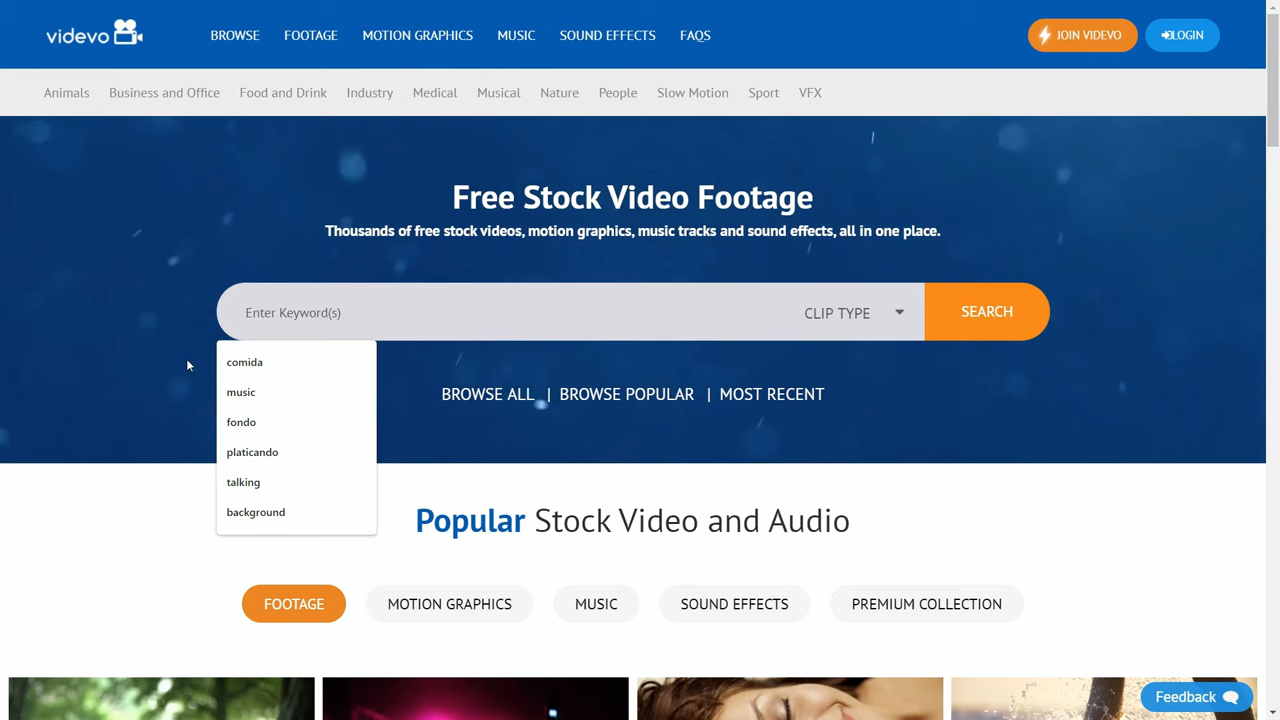 videvo
BROWSE FOOTAGE MOTION GRAPHICS MUSIC SOUND EFFECTS FAQS
JOIN VIDEVO LOGIN
Animals Business and Office Food and Drink Industry Medical Musical Nature People Slow Motion Sport VFX
Free Stock Video Footage
Thousands of free stock videos, motion graphics, music tracks and sound effects, all in one place.
Enter Keyword(s) CLIP TYPE SEARCH
comida
music
fondo
platicando
talking
background
BROWSE ALL | BROWSE POPULAR | MOST RECENT
Popular Stock Video and Audio
FOOTAGE MOTION GRAPHICS MUSIC SOUND EFFECTS PREMIUM COLLECTION
Feedback